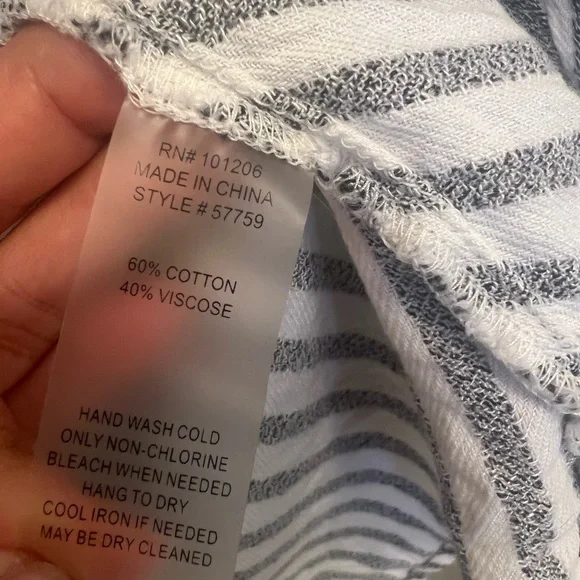 RN# 101206
MADE IN CHINA
STYLE # 57759
60% COTTON
40% VISCOSE
HAND WASH COLD
ONLY NON-CHLORINE
BLEACH WHEN NEEDED
HANG TO DRY
COOL IRON IF NEEDED
MAY BE DRY CLEANED